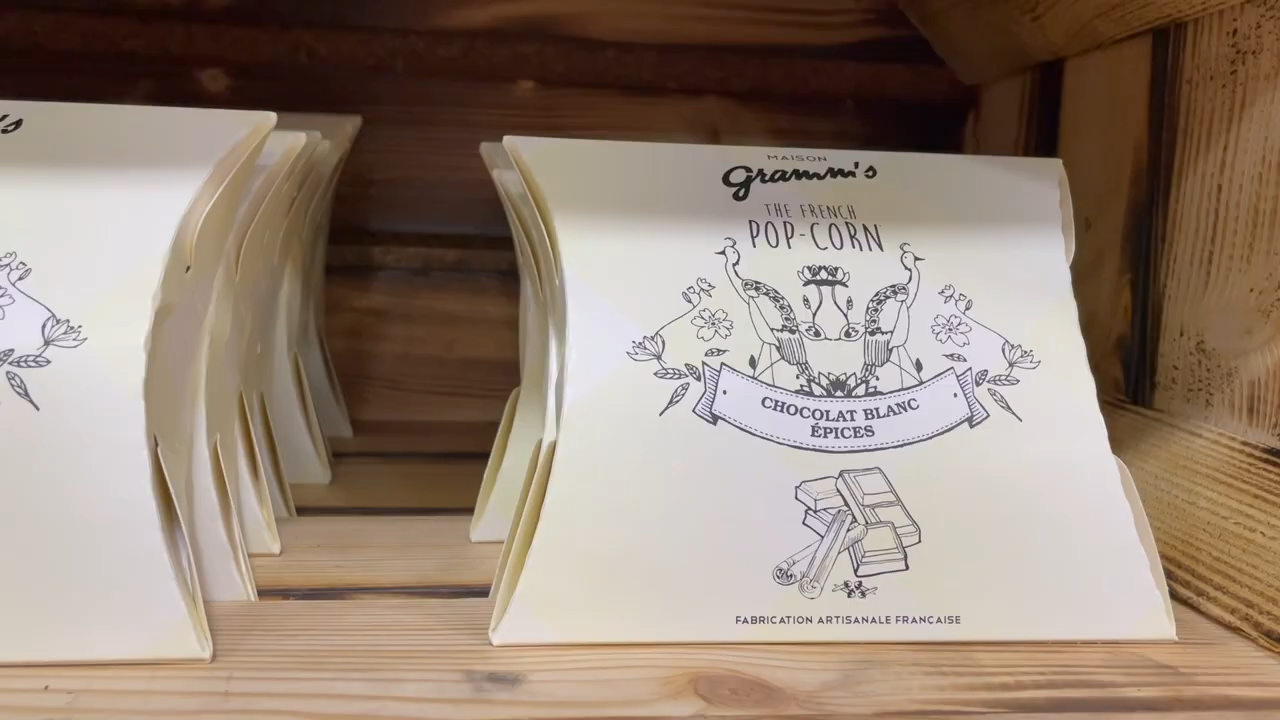 's
MAISON
Gramm's
THE FRENCH
POP-CORN
CHOCOLAT BLANC
ÉPICES
FABRICATION ARTISANALE FRANÇAISE